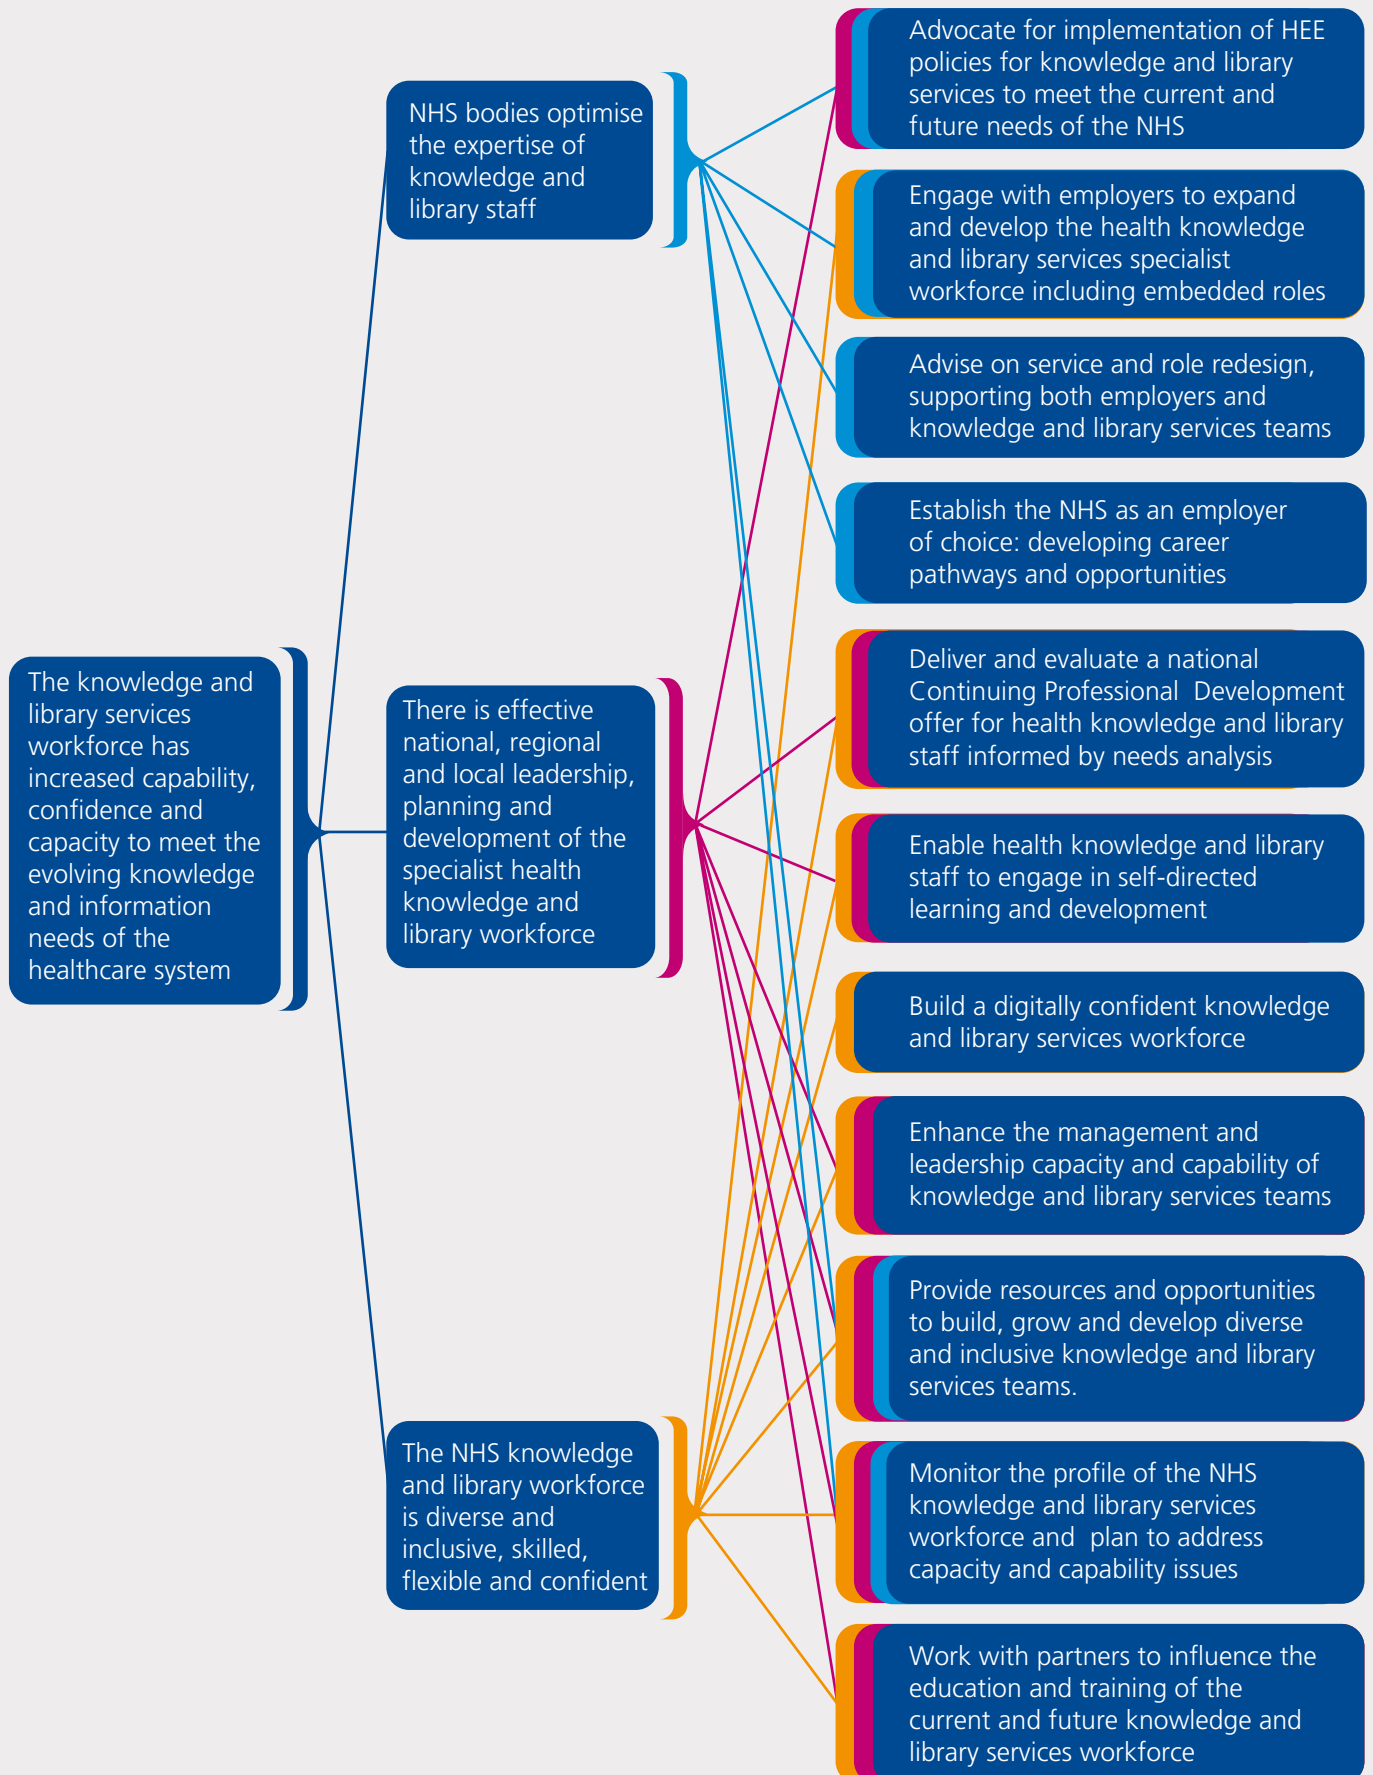 The knowledge and
library services
workforce has
increased capability,
confidence and
capacity to meet the
evolving knowledge
and information
needs of the
healthcare system
NHS bodies optimise
the expertise of
knowledge and
library staff
There is effective
national, regional
and local leadership,
planning and
development of the
specialist health
knowledge and
library workforce
The NHS knowledge
and library workforce
is diverse and
inclusive, skilled,
flexible and confident
Advocate for implementation of HEE
policies for knowledge and library
services to meet the current and
future needs of the NHS
Engage with employers to expand
and develop the health knowledge
and library services specialist
workforce including embedded roles
Advise on service and role redesign,
supporting both employers and
knowledge and library services teams
Establish the NHS as an employer
of choice: developing career
pathways and opportunities
Deliver and evaluate a national
Continuing Professional  Development
offer for health knowledge and library
staff informed by needs analysis
Enable health knowledge and library
staff to engage in self-directed
learning and development
Build a digitally confident knowledge
and library services workforce
Enhance the management and
leadership capacity and capability of
knowledge and library services teams
Provide resources and opportunities
to build, grow and develop diverse
and inclusive knowledge and library
services teams.
Monitor the profile of the NHS
knowledge and library services
workforce and  plan to address
capacity and capability issues
Work with partners to influence the
education and training of the
current and future knowledge and
library services workforce